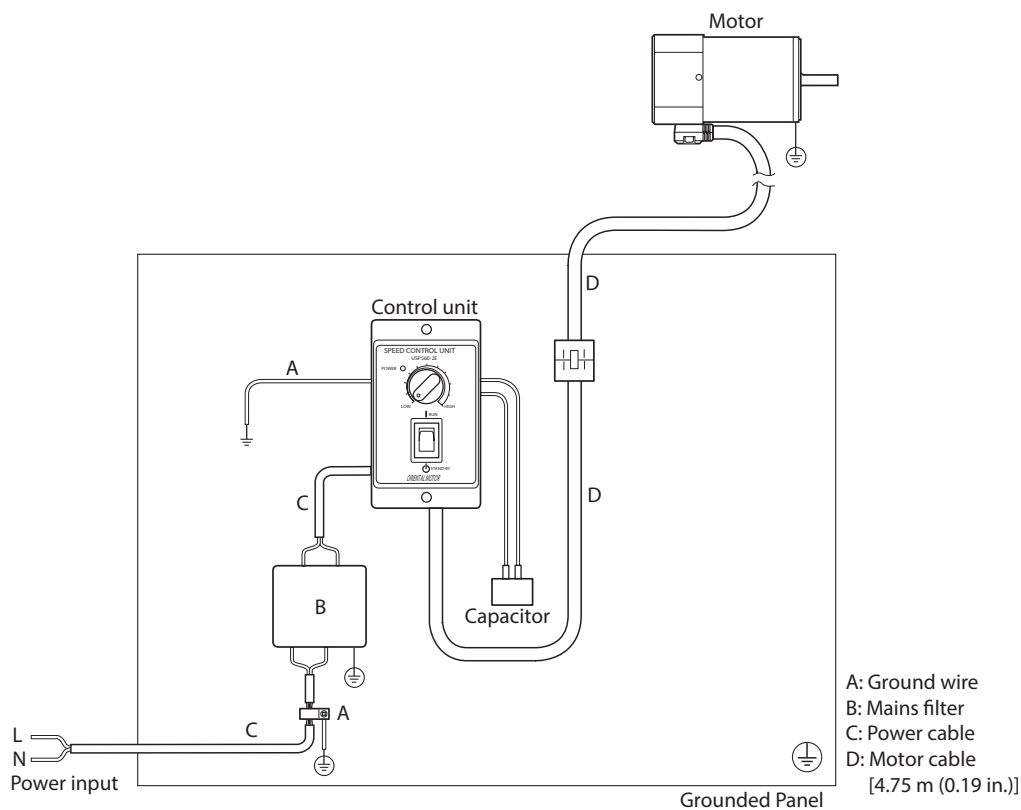 Motor
D
Control unit
SPEED CONTROL UNIT
USP560-2E
POWER
LOW
HIGH
RUN
STAND-BY
ORIENTAL MOTOR
A
D
C
B
Capacitor
A
C
L
N
Power input
A: Ground wire
B: Mains filter
C: Power cable
D: Motor cable
[4.75 m (0.19 in.)]
Grounded Panel